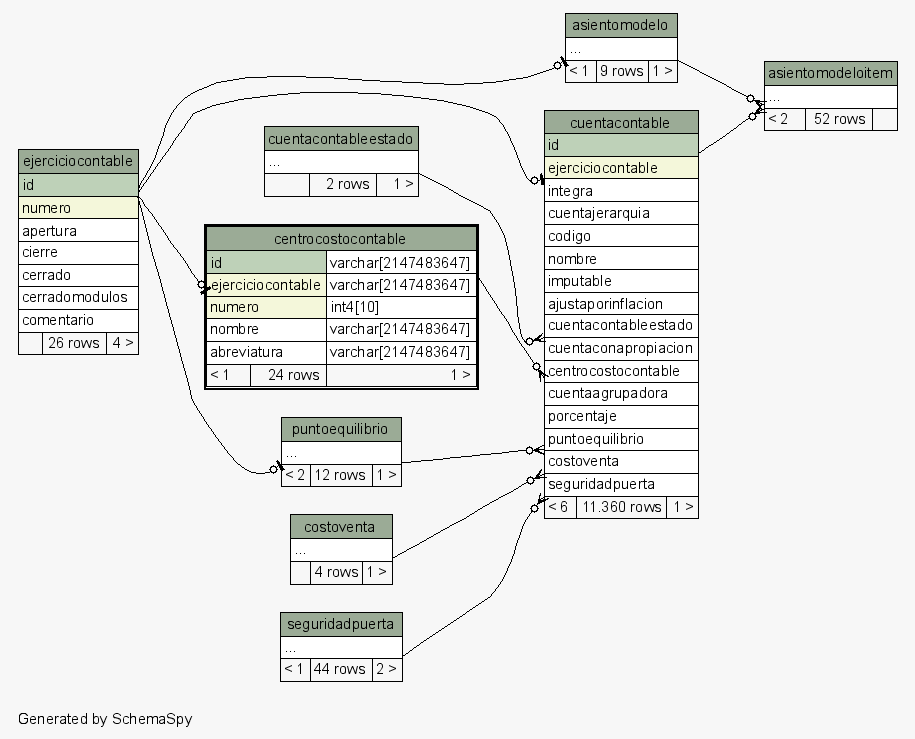 asientomodelo
...
< 1 9 rows 1 >
asientomodeloitem
...
< 2 52 rows
cuentacontable
id
ejerciciocontable
integra
cuentajerarquia
codigo
nombre
imputable
ajustaporinflacion
cuentacontableestado
cuentaconapropiacion
centrocostocontable
cuentaagrupadora
porcentaje
puntoequilibrio
costoventa
seguridadpuerta
< 6 11.360 rows 1 >
cuentacontableestado
...
2 rows 1 >
ejerciciocontable
id
numero
apertura
cierre
cerrado
cerradomodulos
comentario
26 rows 4 >
centrocostocontable
id varchar[2147483647]
ejerciciocontable varchar[2147483647]
numero int4[10]
nombre varchar[2147483647]
abreviatura varchar[2147483647]
< 1 24 rows 1 >
puntoequilibrio
...
< 2 12 rows 1 >
costoventa
...
4 rows 1 >
seguridadpuerta
...
< 1 44 rows 2 >
Generated by SchemaSpy